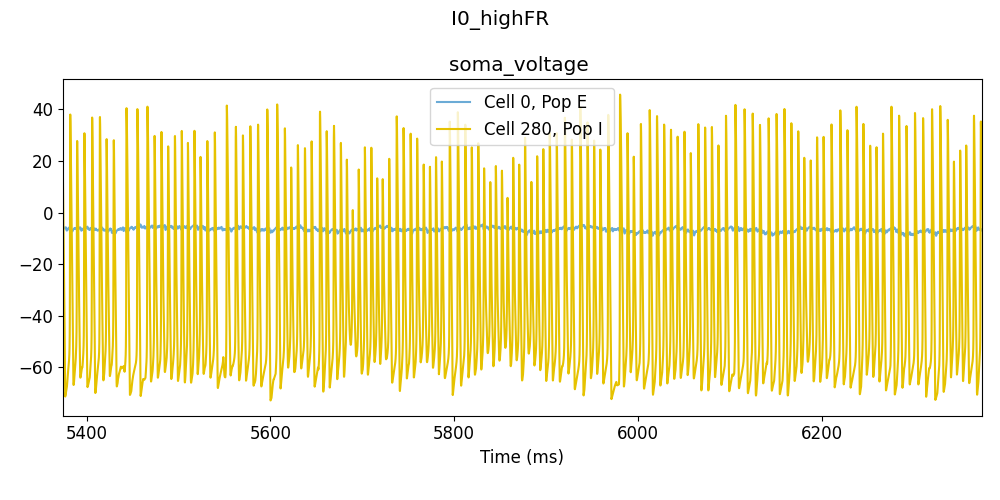 I0_highFR
soma_voltage
Cell 0, Pop E
Cell 280, Pop I
40
20
0
−20
−40
−60
5400 5600 5800 6000 6200
Time (ms)